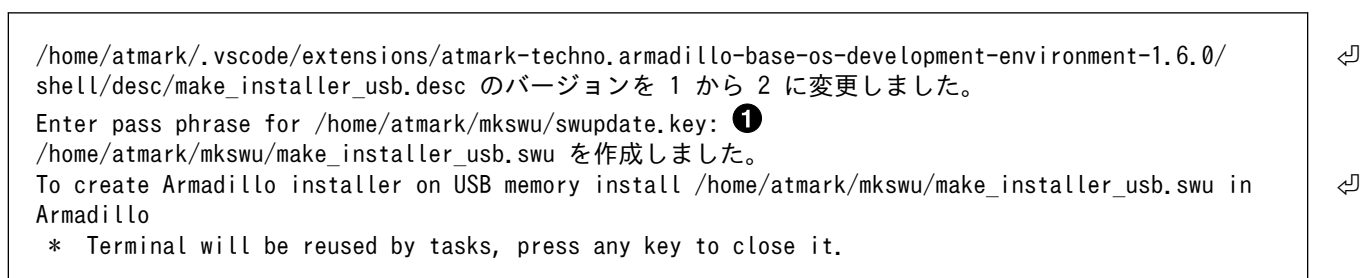 /home/atmark/.vscode/extensions/atmark-techno.armadillo-base-os-development-environment-1.6.0/ ⏎
shell/desc/make_installer_usb.desc のバージョンを 1 から 2 に変更しました。
Enter pass phrase for /home/atmark/mkswu/swupdate.key: ❶
/home/atmark/mkswu/make_installer_usb.swu を作成しました。
To create Armadillo installer on USB memory install /home/atmark/mkswu/make_installer_usb.swu in ⏎
Armadillo
 *  Terminal will be reused by tasks, press any key to close it.